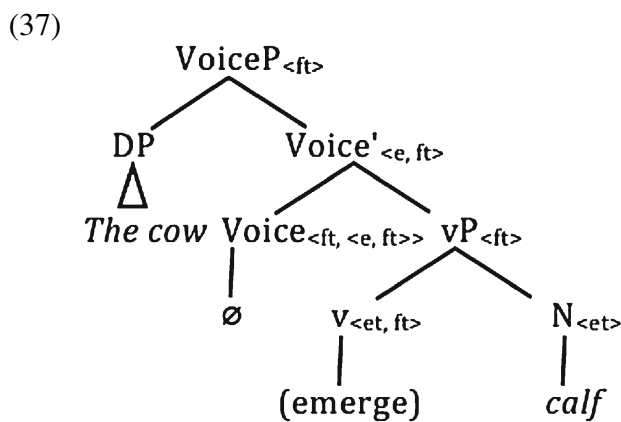 (37)
VoiceP<ft>
DP Voice'<e, ft>
The cow Voice<ft, <e, ft>> vP<ft>
ø v<et, ft> N<et>
(emerge) calf